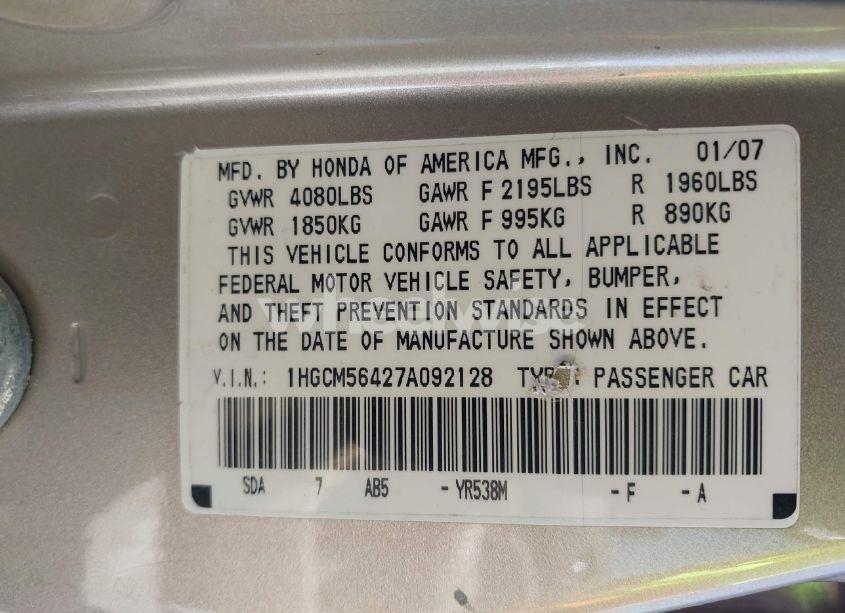 MFD. BY HONDA OF AMERICA MFG., INC. 01/07
GVWR 4080LBS GAWR F 2195LBS R 1960LBS
GVWR 1850KG GAWR F 995KG R 890KG
THIS VEHICLE CONFORMS TO ALL APPLICABLE
FEDERAL MOTOR VEHICLE SAFETY, BUMPER,
AND THEFT PREVENTION STANDARDS IN EFFECT
ON THE DATE OF MANUFACTURE SHOWN ABOVE.
V.I.N.: 1HGCM56427A092128 TYPE: PASSENGER CAR
SDA 7 AB5 -YR538M -F -A